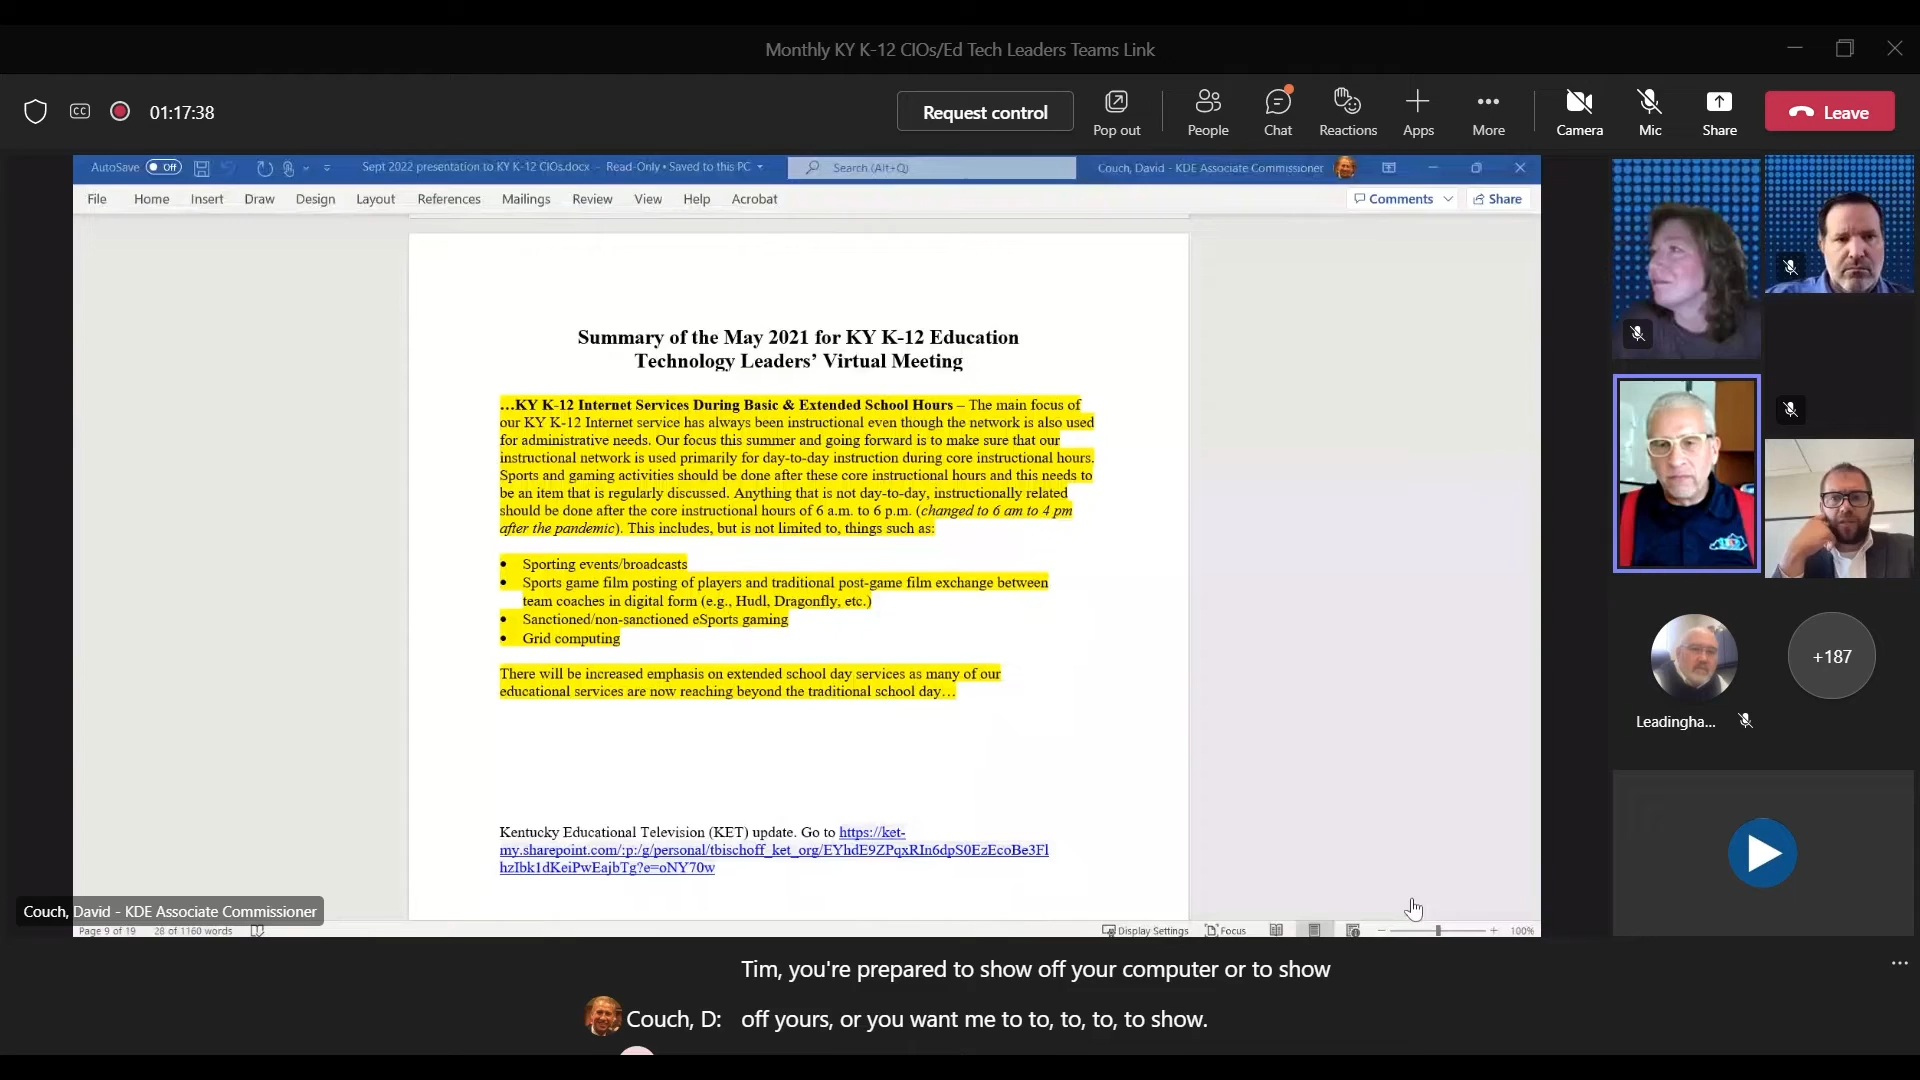 Monthly KY K-12 CIOs/Ed Tech Leaders Teams Link
CC
01:17:38
Request control
Pop out
People
Chat
Reactions
Apps
More
Camera
Mic
Share
Leave
AutoSave Off
Sept 2022 presentation to KY K-12 CIOs.docx - Read-Only • Saved to this PC
Search (Alt+Q)
Couch, David - KDE Associate Commissioner
File Home Insert Draw Design Layout References Mailings Review View Help Acrobat
Comments
Share
Summary of the May 2021 for KY K-12 Education
Technology Leaders’ Virtual Meeting
…KY K-12 Internet Services During Basic & Extended School Hours – The main focus of
our KY K-12 Internet service has always been instructional even though the network is also used
for administrative needs. Our focus this summer and going forward is to make sure that our
instructional network is used primarily for day-to-day instruction during core instructional hours.
Sports and gaming activities should be done after these core instructional hours and this needs to
be an item that is regularly discussed. Anything that is not day-to-day, instructionally related
should be done after the core instructional hours of 6 a.m. to 6 p.m. (changed to 6 am to 4 pm
after the pandemic). This includes, but is not limited to, things such as:
• Sporting events/broadcasts
• Sports game film posting of players and traditional post-game film exchange between
team coaches in digital form (e.g., Hudl, Dragonfly, etc.)
• Sanctioned/non-sanctioned eSports gaming
• Grid computing
There will be increased emphasis on extended school day services as many of our
educational services are now reaching beyond the traditional school day…
Kentucky Educational Television (KET) update. Go to https://ket-
my.sharepoint.com/:p:/g/personal/tbischoff_ket_org/EYhdE9ZPqxRIn6dpS0EzEcoBe3Fl
hzIbk1dKeiPwEajbTg?e=oNY70w
+187
Leadingha...
Couch, David - KDE Associate Commissioner
Page 9 of 19 28 of 1160 words
Display Settings
Focus
100%
Tim, you're prepared to show off your computer or to show
Couch, D: off yours, or you want me to to, to, to, to show.